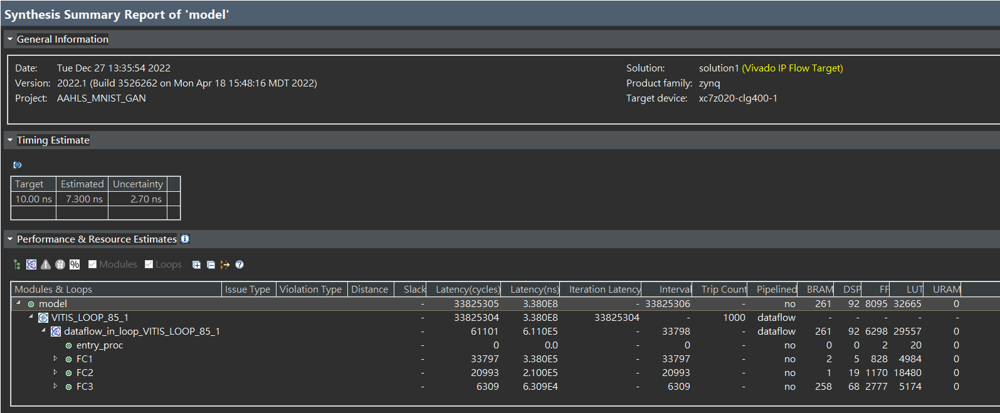 Synthesis Summary Report of 'model'
General Information
Date: Tue Dec 27 13:35:54 2022 Solution: solution1 (Vivado IP Flow Target)
Version: 2022.1 (Build 3526262 on Mon Apr 18 15:48:16 MDT 2022) Product family: zynq
Project: AAHLS_MNIST_GAN Target device: xc7z020-clg400-1
Timing Estimate
Target Estimated Uncertainty
10.00 ns 7.300 ns 2.70 ns
Performance & Resource Estimates
% Modules Loops
Modules & Loops Issue Type Violation Type Distance Slack Latency(cycles) Latency(ns) Iteration Latency Interval Trip Count Pipelined BRAM DSP FF LUT URAM
model - 33825305 3.380E8 - 33825306 - no 261 92 8095 32665 0
VITIS_LOOP_85_1 - 33825304 3.380E8 33825304 - 1000 dataflow - - - - -
dataflow_in_loop_VITIS_LOOP_85_1 - 61101 6.110E5 - 33798 - dataflow 261 92 6298 29557 0
entry_proc - 0 0.0 - 0 - no 0 0 2 20 0
FC1 - 33797 3.380E5 - 33797 - no 2 5 828 4984 0
FC2 - 20993 2.100E5 - 20993 - no 1 19 1170 18480 0
FC3 - 6309 6.309E4 - 6309 - no 258 68 2777 5174 0